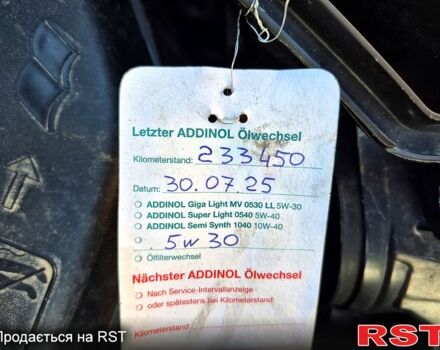 Letzter ADDINOL Ölwechsel
Kilometerstand: 233450
Datum: 30.07.25
ADDINOL Giga Light MV 0530 LL 5W-30
ADDINOL Super Light 0540 5W-40
ADDINOL Semi Synth 1040 10W-40
5w30
Ölfilterwechsel
Nächster ADDINOL Ölwechsel
Nach Service-Intervallanzeige
oder spätestens bei Kilometerstand:
Kilometerstand:
Продається на RST
RST